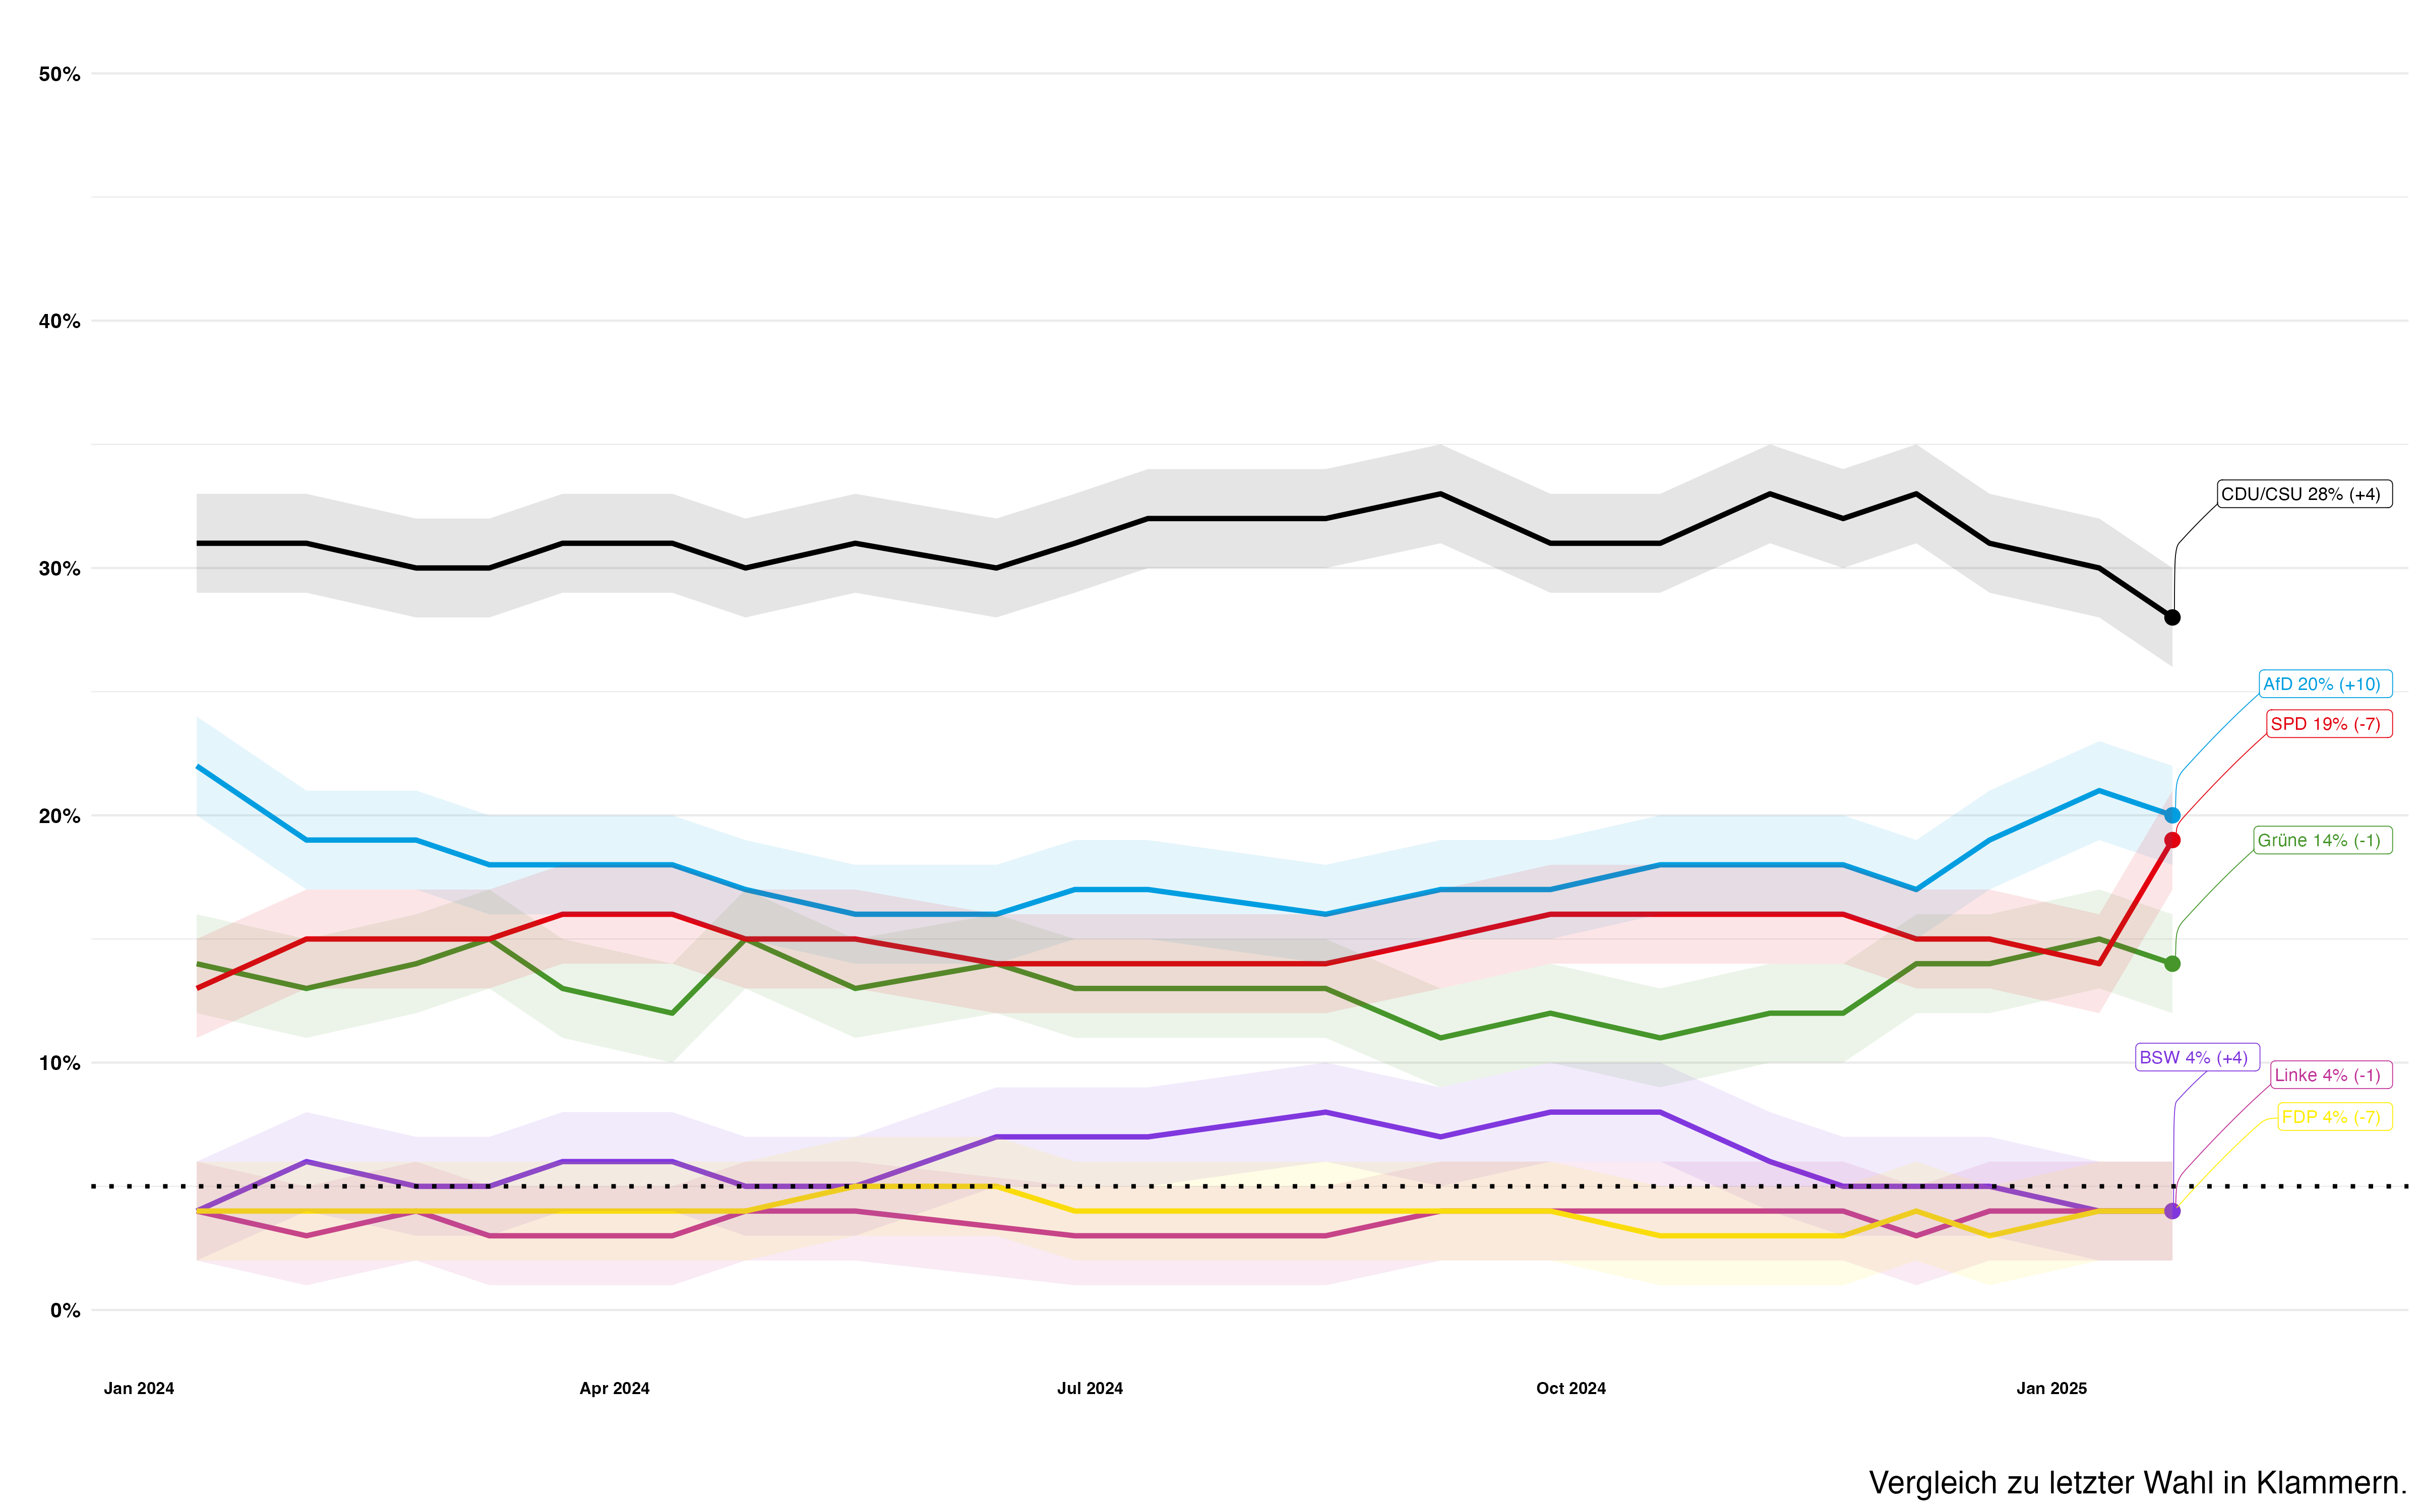 50%
40%
30%
20%
10%
0%
CDU/CSU 28% (+4)
AfD 20% (+10)
SPD 19% (-7)
Grüne 14% (-1)
BSW 4% (+4)
Linke 4% (-1)
FDP 4% (-7)
Jan 2024
Apr 2024
Jul 2024
Oct 2024
Jan 2025
Vergleich zu letzter Wahl in Klammern.